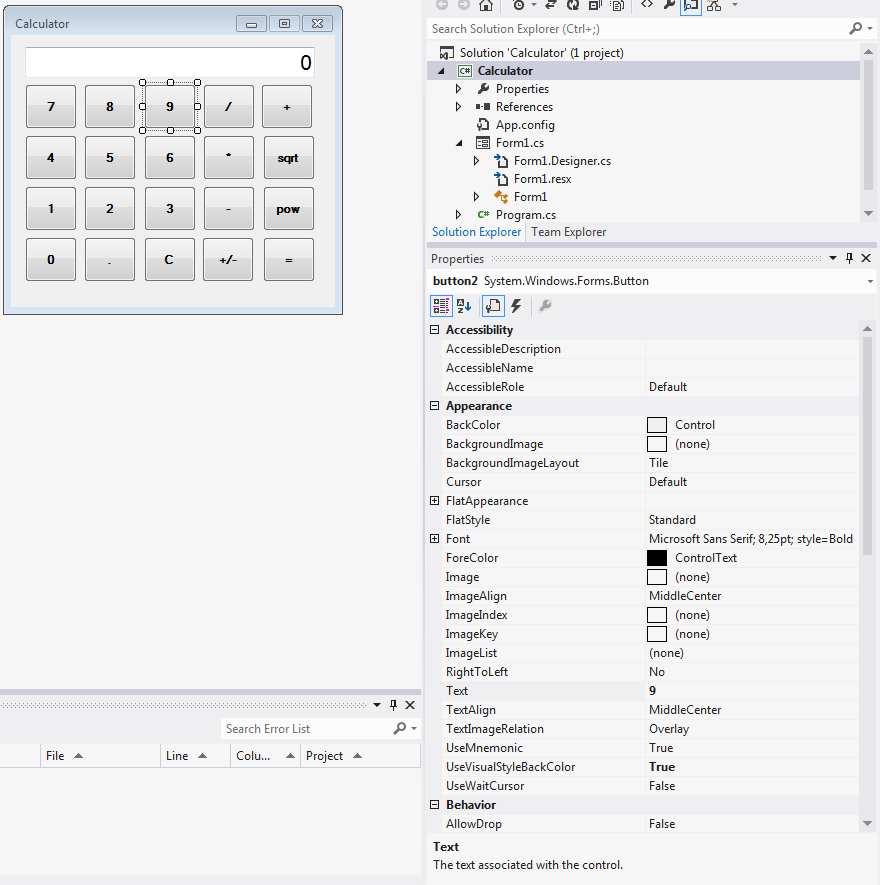 Calculator
0
7 8 9 / +
4 5 6 * sqrt
1 2 3 - pow
0 . C +/- =
Search Error List
File Line Colu... Project
Search Solution Explorer (Ctrl+;)
Solution 'Calculator' (1 project)
C# Calculator
Properties
References
App.config
Form1.cs
Form1.Designer.cs
Form1.resx
Form1
C# Program.cs
Solution Explorer Team Explorer
Properties
button2 System.Windows.Forms.Button
Accessibility
AccessibleDescription
AccessibleName
AccessibleRole Default
Appearance
BackColor Control
BackgroundImage (none)
BackgroundImageLayout Tile
Cursor Default
FlatAppearance
FlatStyle Standard
Font Microsoft Sans Serif; 8,25pt; style=Bold
ForeColor ControlText
Image (none)
ImageAlign MiddleCenter
ImageIndex (none)
ImageKey (none)
ImageList (none)
RightToLeft No
Text 9
TextAlign MiddleCenter
TextImageRelation Overlay
UseMnemonic True
UseVisualStyleBackColor True
UseWaitCursor False
Behavior
AllowDrop False
Text
The text associated with the control.